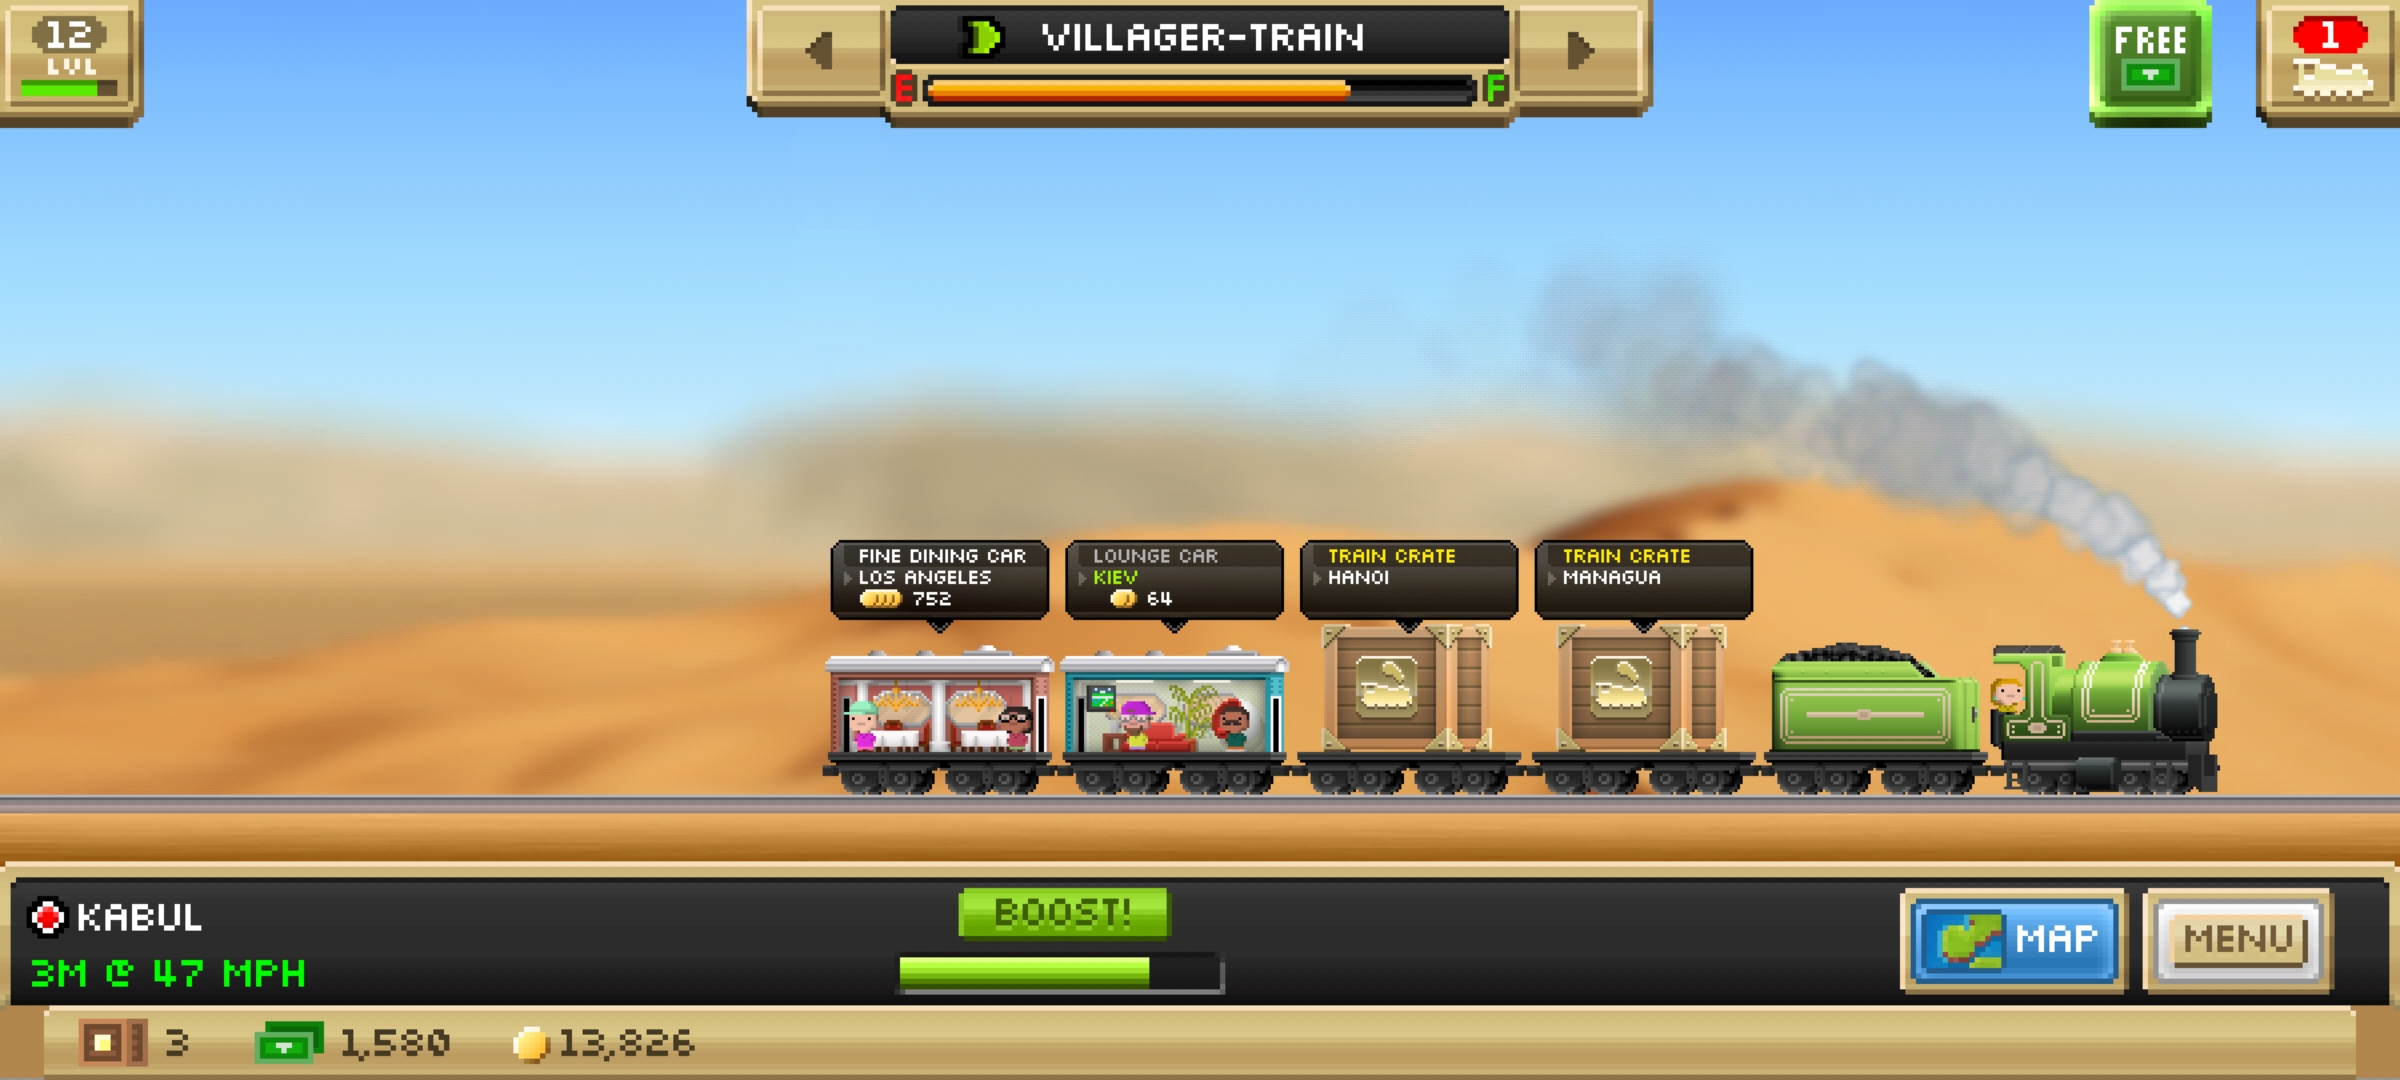 12
LVL
VILLAGER-TRAIN
E F
FREE
1
FINE DINING CAR
LOS ANGELES
752
LOUNGE CAR
KIEV
64
TRAIN CRATE
HANOI
TRAIN CRATE
MANAGUA
KABUL
3M @ 47 MPH
BOOST!
MAP
MENU
3
1,580
13,826